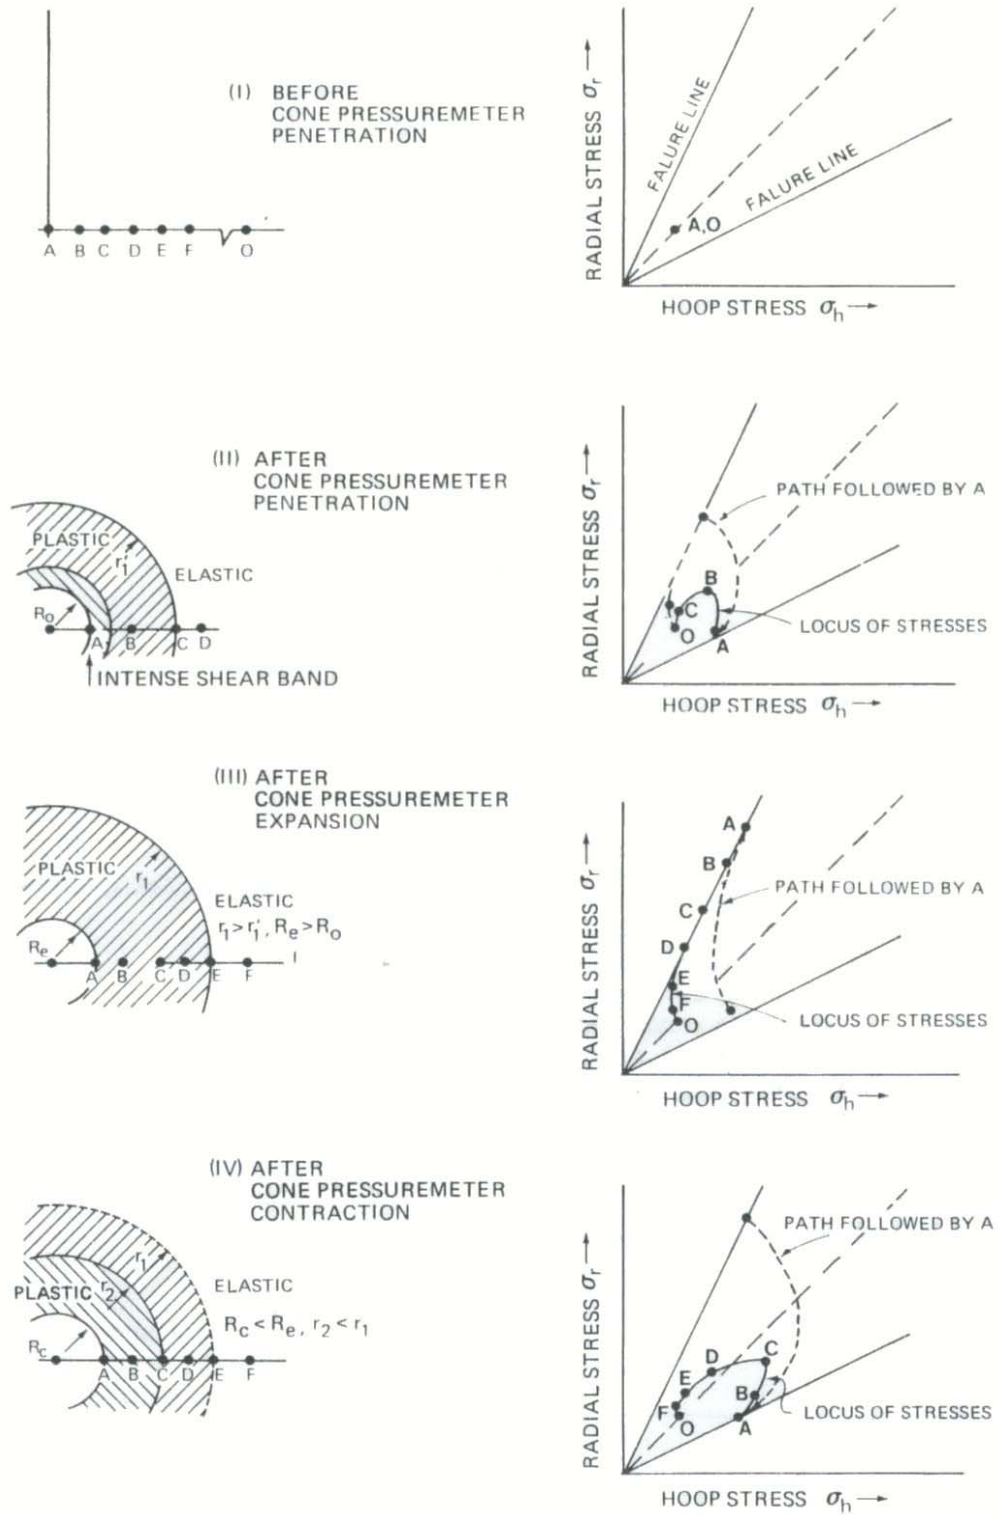 (I) BEFORE
CONE PRESSUREMETER
PENETRATION
A B C D E F O
RADIAL STRESS σr
FALURE LINE
FALURE LINE
A,O
HOOP STRESS σh
(II) AFTER
CONE PRESSUREMETER
PENETRATION
PLASTIC
r1'
ELASTIC
Ro
A B C D
INTENSE SHEAR BAND
RADIAL STRESS σr
PATH FOLLOWED BY A
B
C
O
A
LOCUS OF STRESSES
HOOP STRESS σh
(III) AFTER
CONE PRESSUREMETER
EXPANSION
PLASTIC
r1
ELASTIC
r1 > r1', Re > Ro
Re
A B C D E F
RADIAL STRESS σr
A
B
PATH FOLLOWED BY A
C
D
E
F
O
LOCUS OF STRESSES
HOOP STRESS σh
(IV) AFTER
CONE PRESSUREMETER
CONTRACTION
r1
PLASTIC r2
ELASTIC
Rc < Re, r2 < r1
Rc
A B C D E F
RADIAL STRESS σr
PATH FOLLOWED BY A
C
D
E
B
F
O
A
LOCUS OF STRESSES
HOOP STRESS σh